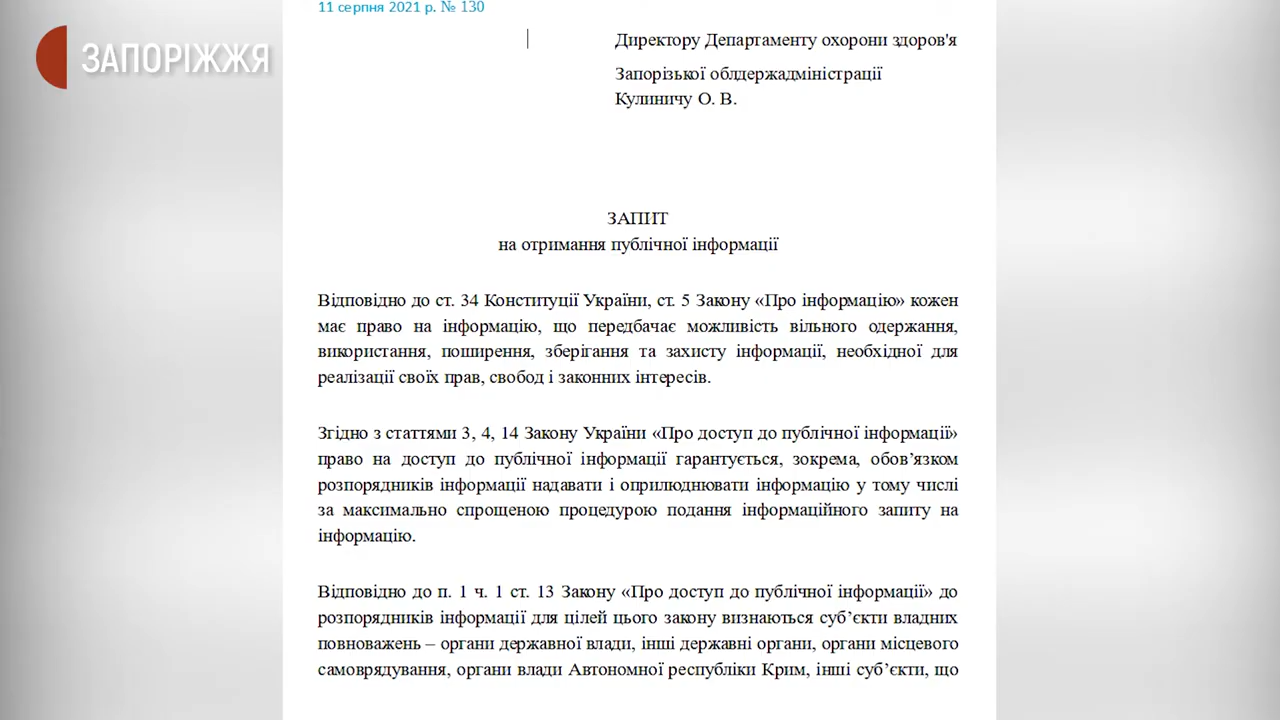 11 серпня 2021 р. № 130
ЗАПОРІЖЖЯ
Директору Департаменту охорони здоров'я
Запорізької облдержадміністрації
Кулиничу О. В.
ЗАПИТ
на отримання публічної інформації
Відповідно до ст. 34 Конституції України, ст. 5 Закону «Про інформацію» кожен
має право на інформацію, що передбачає можливість вільного одержання,
використання, поширення, зберігання та захисту інформації, необхідної для
реалізації своїх прав, свобод і законних інтересів.
Згідно з статтями 3, 4, 14 Закону України «Про доступ до публічної інформації»
право на доступ до публічної інформації гарантується, зокрема, обов’язком
розпорядників інформації надавати і оприлюднювати інформацію у тому числі
за максимально спрощеною процедурою подання інформаційного запиту на
інформацію.
Відповідно до п. 1 ч. 1 ст. 13 Закону «Про доступ до публічної інформації» до
розпорядників інформації для цілей цього закону визнаються суб’єкти владних
повноважень – органи державної влади, інші державні органи, органи місцевого
самоврядування, органи влади Автономної республіки Крим, інші суб’єкти, що